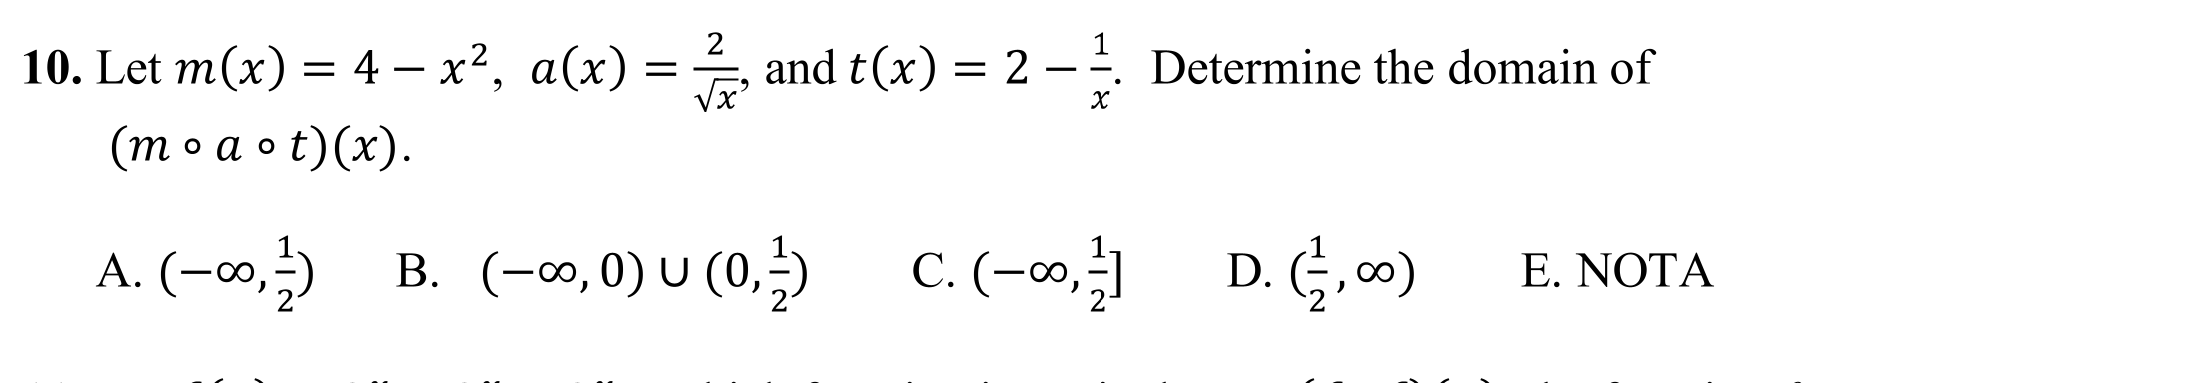 10. Let m(x) = 4 − x², a(x) = 2/√x, and t(x) = 2 − 1/x. Determine the domain of
(m ∘ a ∘ t)(x).
A. (−∞, 1/2) B. (−∞, 0) ∪ (0, 1/2) C. (−∞, 1/2] D. (1/2, ∞) E. NOTA